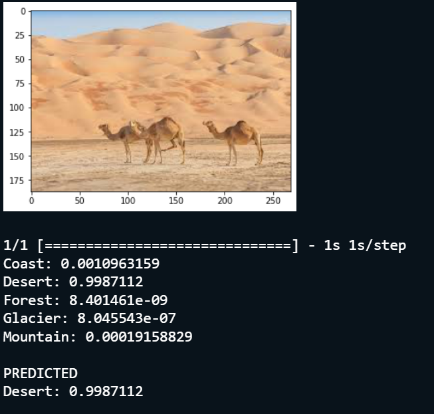 0
25
50
75
100
125
150
175
0 50 100 150 200 250
1/1 [==============================] - 1s 1s/step
Coast: 0.0010963159
Desert: 0.9987112
Forest: 8.401461e-09
Glacier: 8.045543e-07
Mountain: 0.00019158829
PREDICTED
Desert: 0.9987112